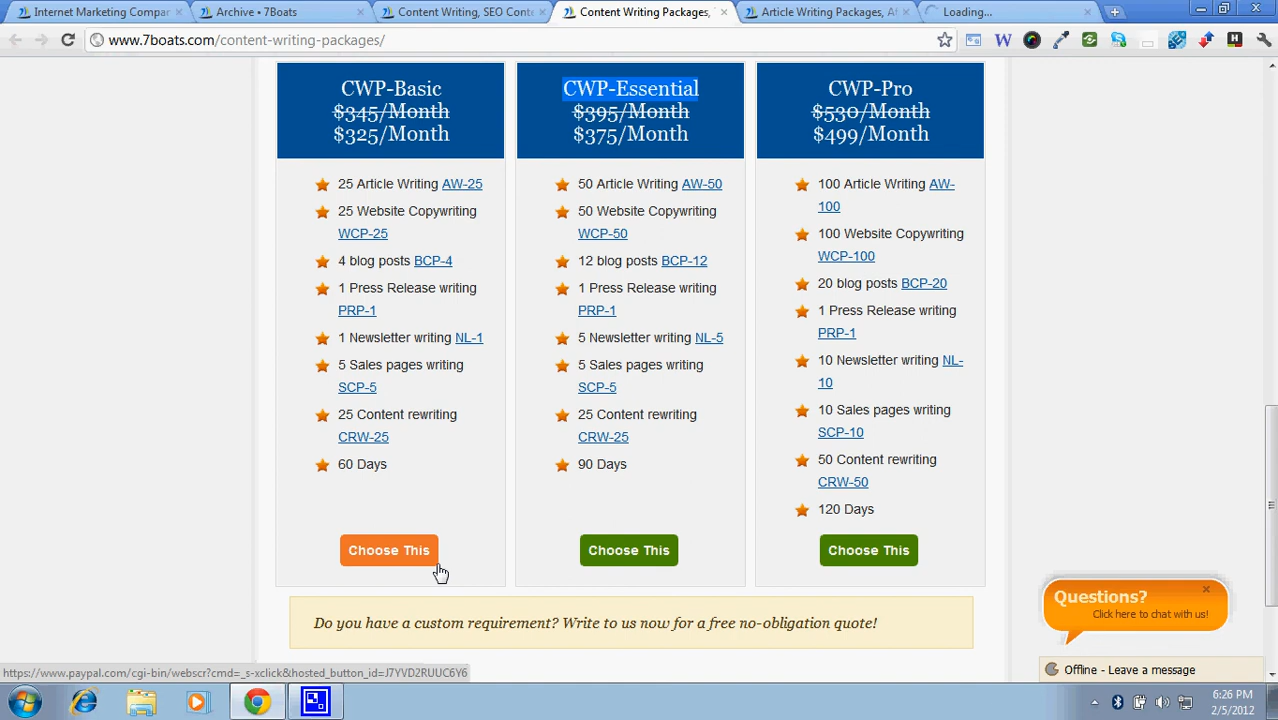 Internet Marketing Compar
Archive • 7Boats
Content Writing, SEO Conte
Content Writing Packages,
Article Writing Packages, Af
Loading...
www.7boats.com/content-writing-packages/
CWP-Basic
$345/Month
$325/Month
25 Article Writing AW-25
25 Website Copywriting
WCP-25
4 blog posts BCP-4
1 Press Release writing
PRP-1
1 Newsletter writing NL-1
5 Sales pages writing
SCP-5
25 Content rewriting
CRW-25
60 Days
Choose This
CWP-Essential
$395/Month
$375/Month
50 Article Writing AW-50
50 Website Copywriting
WCP-50
12 blog posts BCP-12
1 Press Release writing
PRP-1
5 Newsletter writing NL-5
5 Sales pages writing
SCP-5
25 Content rewriting
CRW-25
90 Days
Choose This
CWP-Pro
$530/Month
$499/Month
100 Article Writing AW-
100
100 Website Copywriting
WCP-100
20 blog posts BCP-20
1 Press Release writing
PRP-1
10 Newsletter writing NL-
10
10 Sales pages writing
SCP-10
50 Content rewriting
CRW-50
120 Days
Choose This
Do you have a custom requirement? Write to us now for a free no-obligation quote!
Questions?
Click here to chat with us!
Offline - Leave a message
https://www.paypal.com/cgi-bin/webscr?cmd=_s-xclick&hosted_button_id=J7YVD2RUUC6Y6
6:26 PM
2/5/2012